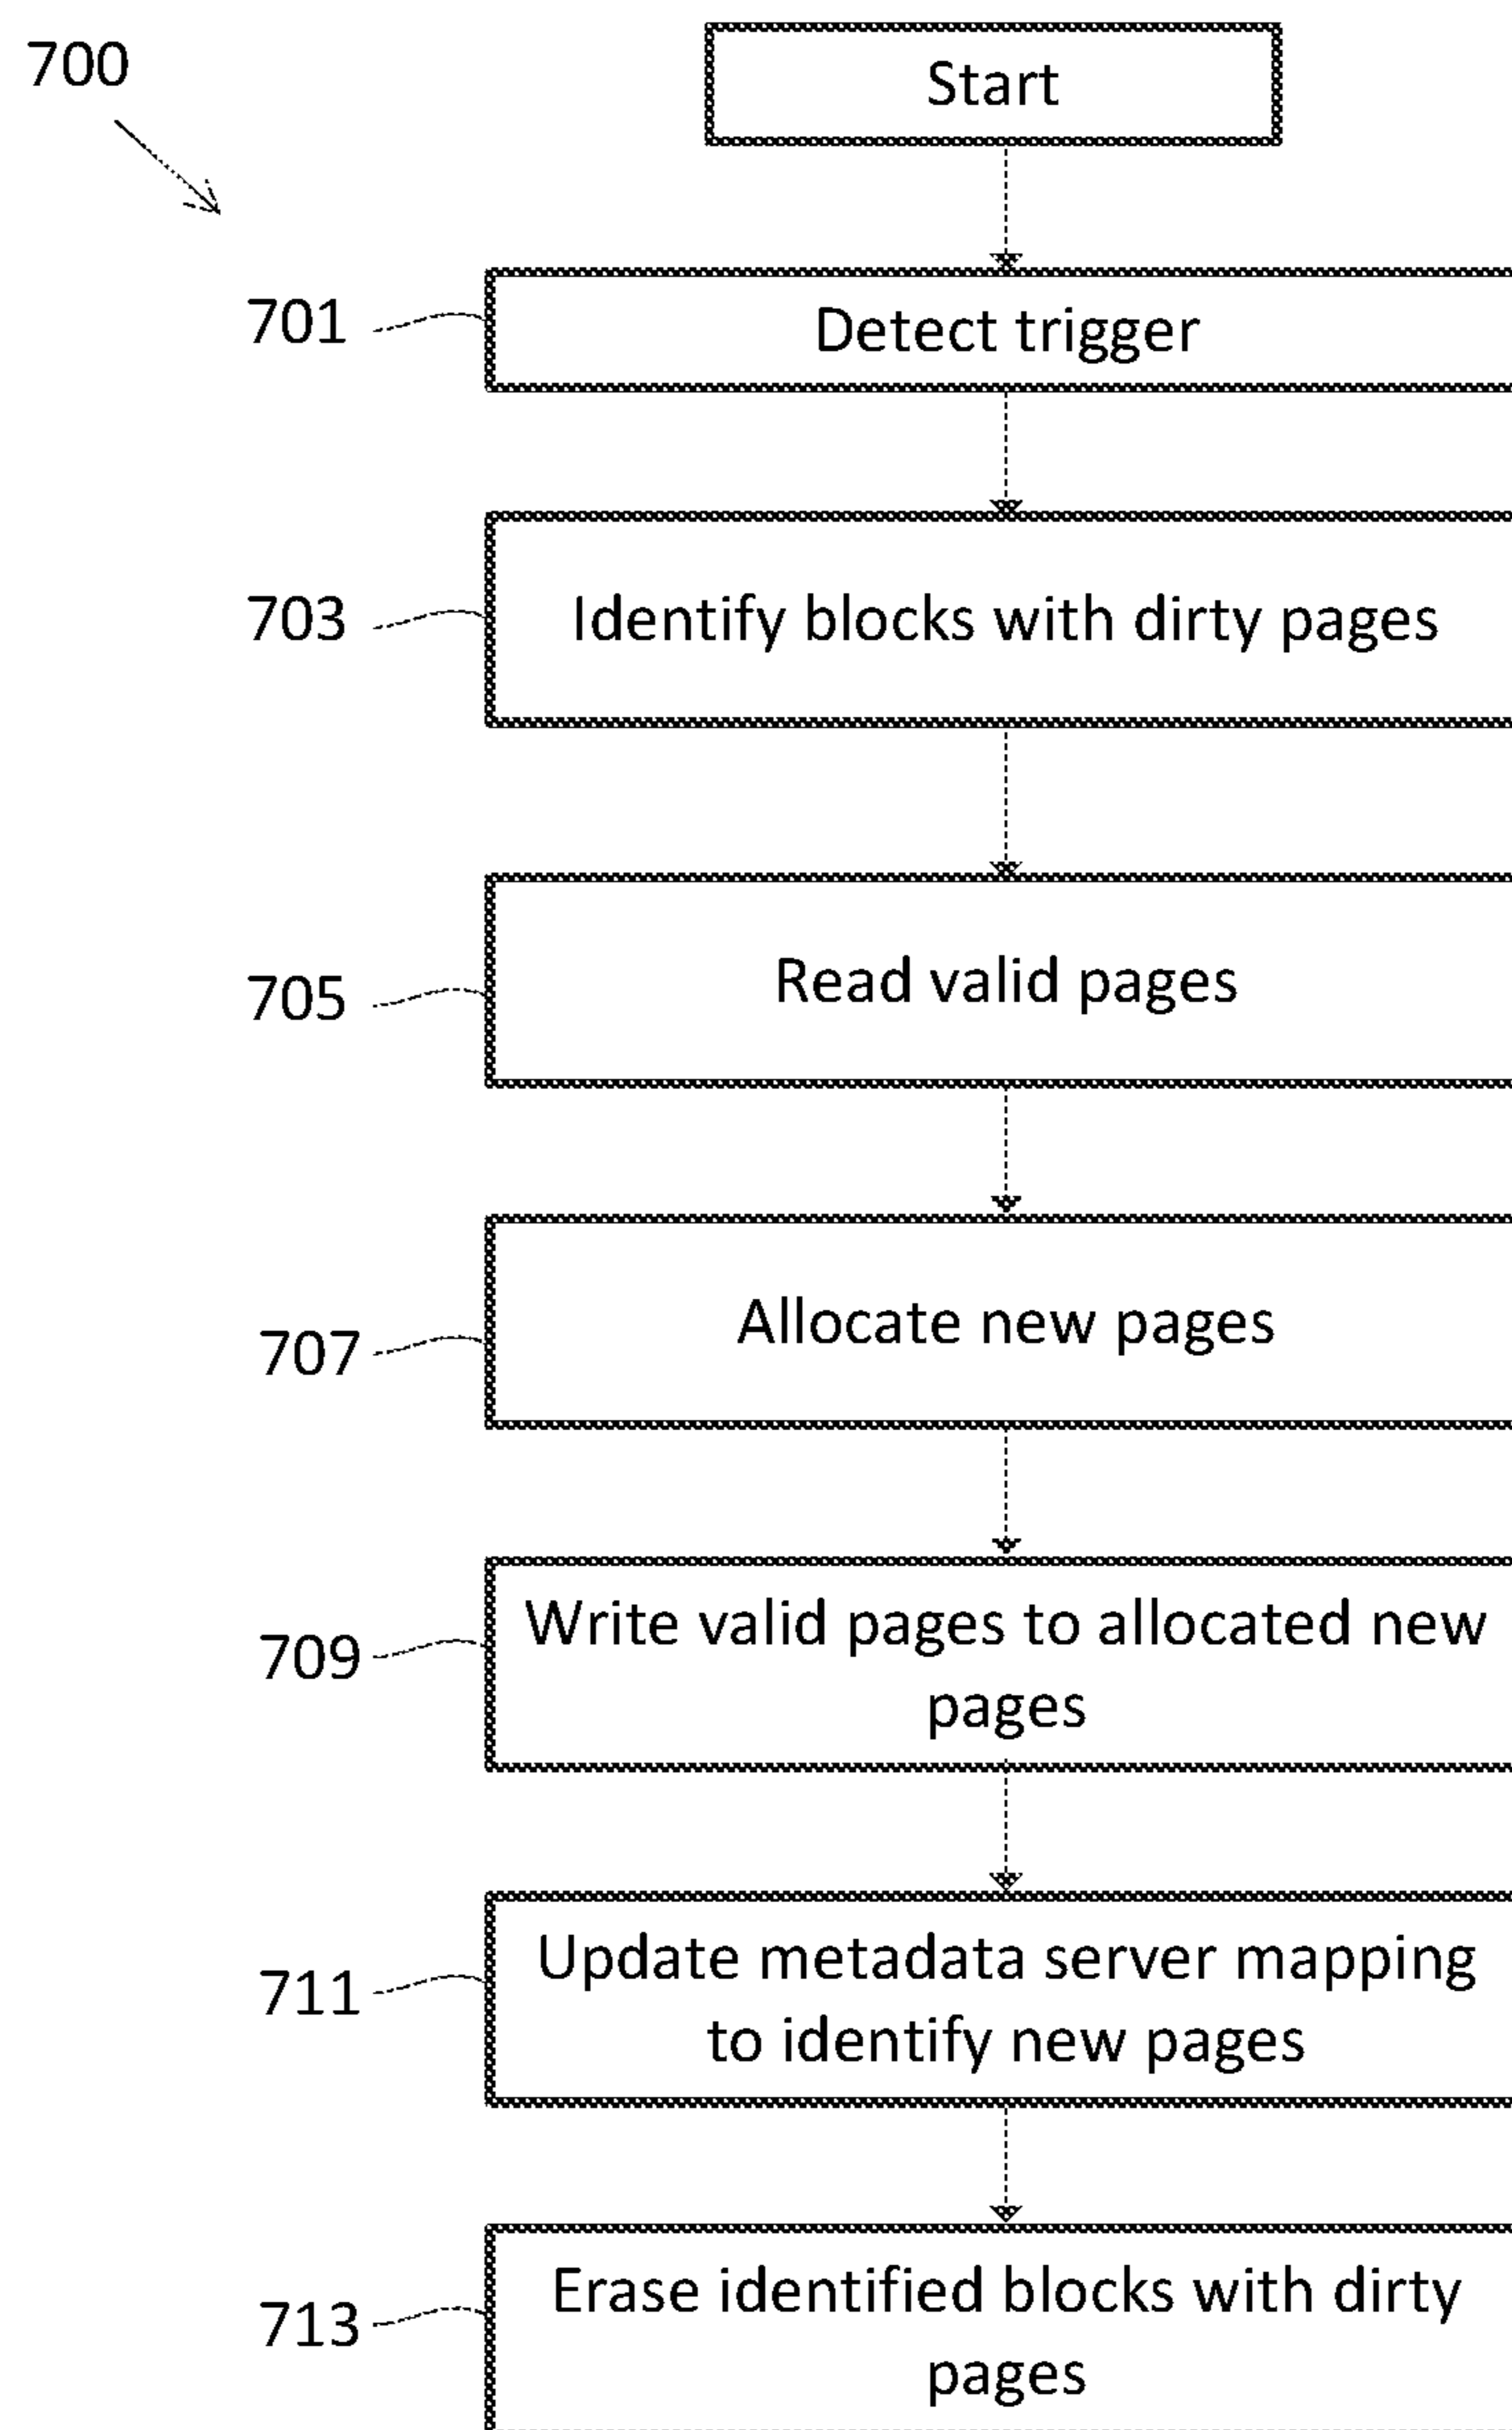 700
Start
701
Detect trigger
703
Identify blocks with dirty pages
705
Read valid pages
707
Allocate new pages
709
Write valid pages to allocated new
pages
711
Update metadata server mapping
to identify new pages
713
Erase identified blocks with dirty
pages